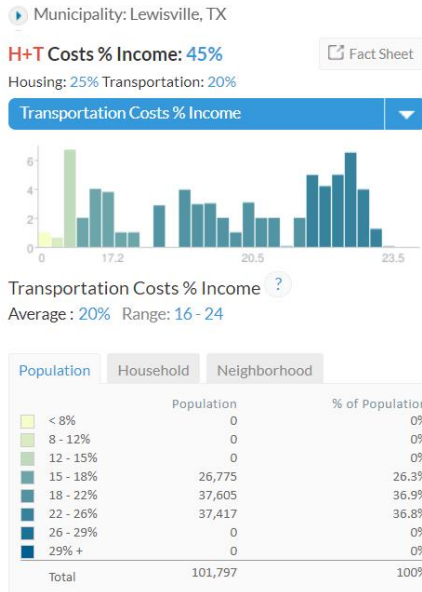 Municipality: Lewisville, TX
H+T Costs % Income: 45%
Fact Sheet
Housing: 25% Transportation: 20%
Transportation Costs % Income
6
4
2
0
0 17.2 20.5 23.5
Transportation Costs % Income ?
Average : 20% Range: 16 - 24
Population Household Neighborhood
Population % of Population
< 8% 0 0%
8 - 12% 0 0%
12 - 15% 0 0%
15 - 18% 26,775 26.3%
18 - 22% 37,605 36.9%
22 - 26% 37,417 36.8%
26 - 29% 0 0%
29% + 0 0%
Total 101,797 100%